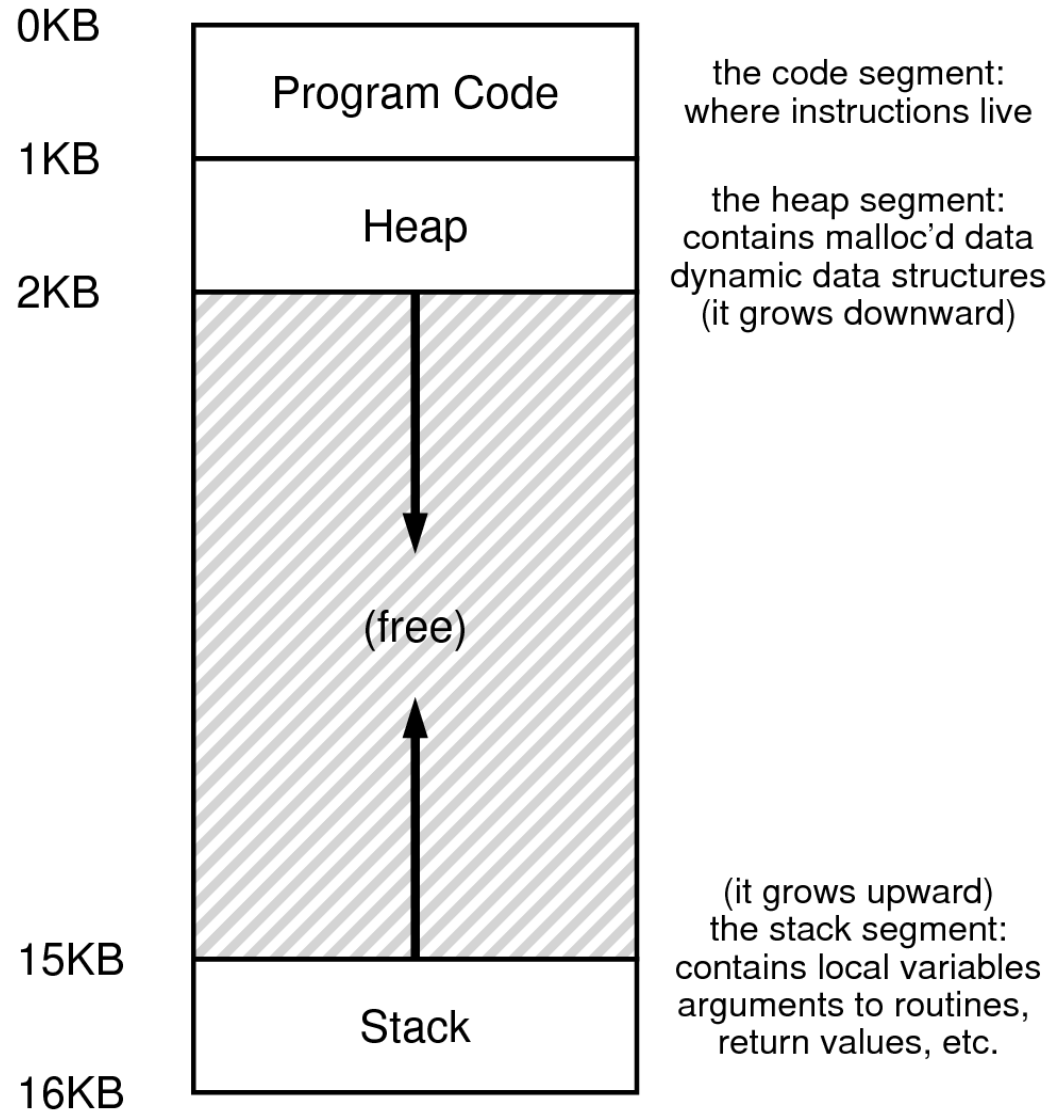 0KB
Program Code
the code segment:
where instructions live
1KB
Heap
the heap segment:
contains malloc’d data
dynamic data structures
(it grows downward)
2KB
(free)
(it grows upward)
the stack segment:
contains local variables
arguments to routines,
return values, etc.
15KB
Stack
16KB